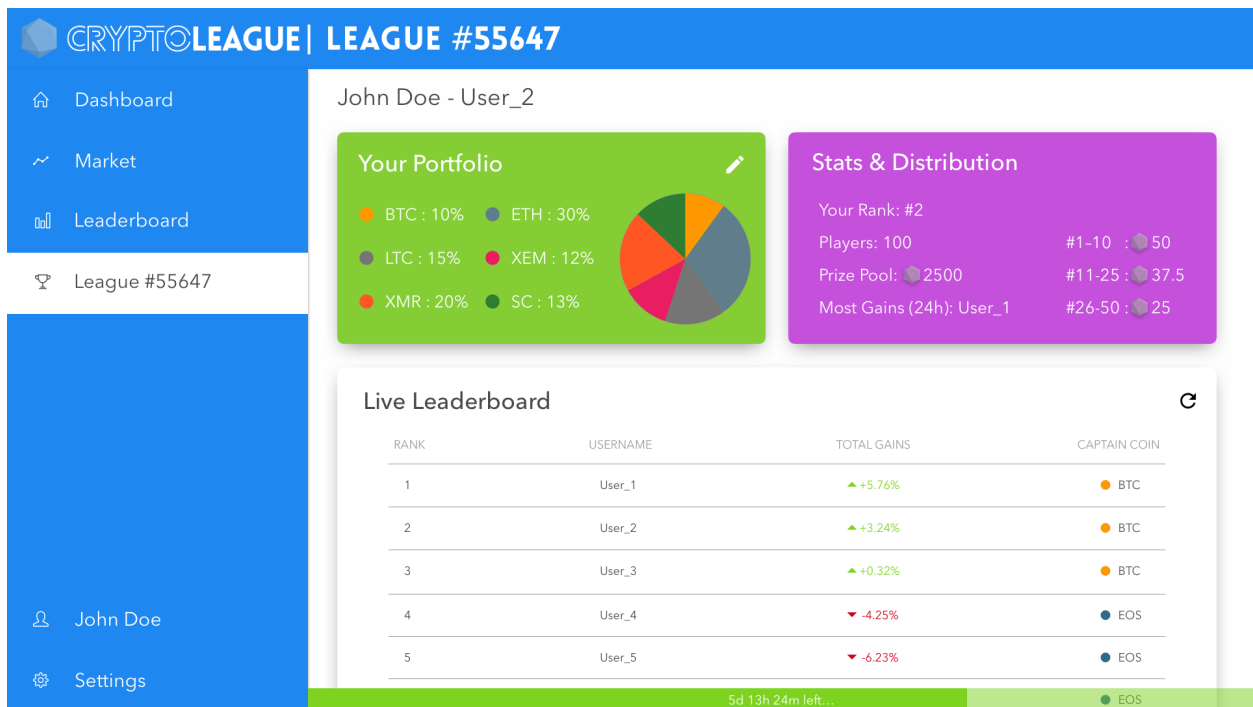 CRYPTOLEAGUE| LEAGUE #55647
Dashboard
Market
Leaderboard
League #55647
John Doe
Settings
John Doe - User_2
Your Portfolio
BTC : 10% ETH : 30%
LTC : 15% XEM : 12%
XMR : 20% SC : 13%
Stats & Distribution
Your Rank: #2
Players: 100 #1–10 : 50
Prize Pool: 2500 #11-25 : 37.5
Most Gains (24h): User_1 #26-50 : 25
Live Leaderboard
RANK USERNAME TOTAL GAINS CAPTAIN COIN
1 User_1 +5.76% BTC
2 User_2 +3.24% BTC
3 User_3 +0.32% BTC
4 User_4 -4.25% EOS
5 User_5 -6.23% EOS
5d 13h 24m left... EOS